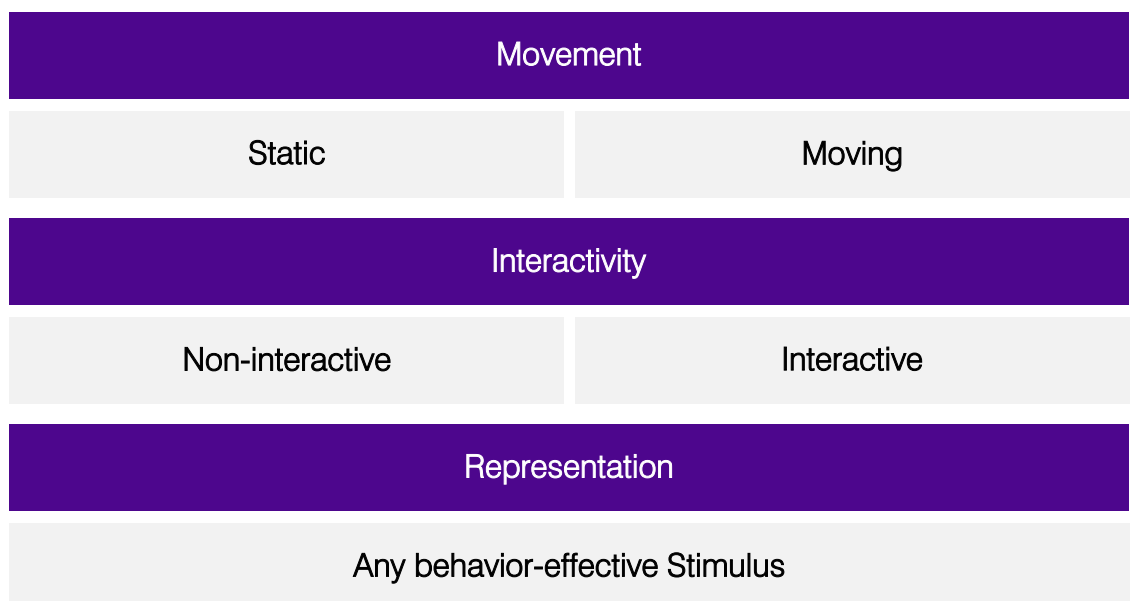 Movement
Static
Moving
Interactivity
Non-interactive
Interactive
Representation
Any behavior-effective Stimulus